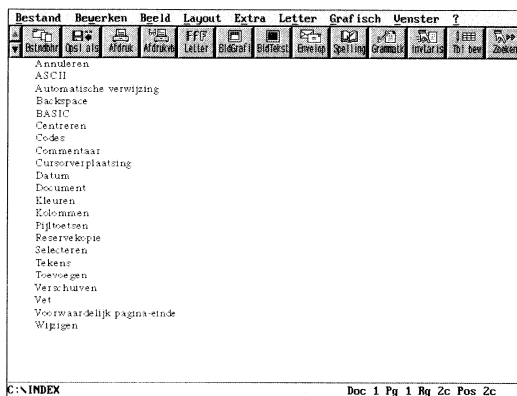 Bestand Bewerken Beeld Layout Extra Letter Grafisch Venster ?
Bstndbhr Opsl als Afdruk Afdrukvb Letter BldGrafi BldTekst Envelop Spelling Grammatk Invtaris Tbl bew Zoeken
Annuleren
ASCII
Automatische verwijzing
Backspace
BASIC
Centreren
Codes
Commentaar
Cursorverplaatsing
Datum
Document
Kleuren
Kolommen
Pijltoetsen
Reservekopie
Selecteren
Tekens
Toevoegen
Verschuiven
Vet
Voorwaardelijk pagina-einde
Wijzigen
C:\INDEX Doc 1 Pg 1 Rg 2c Pos 2c